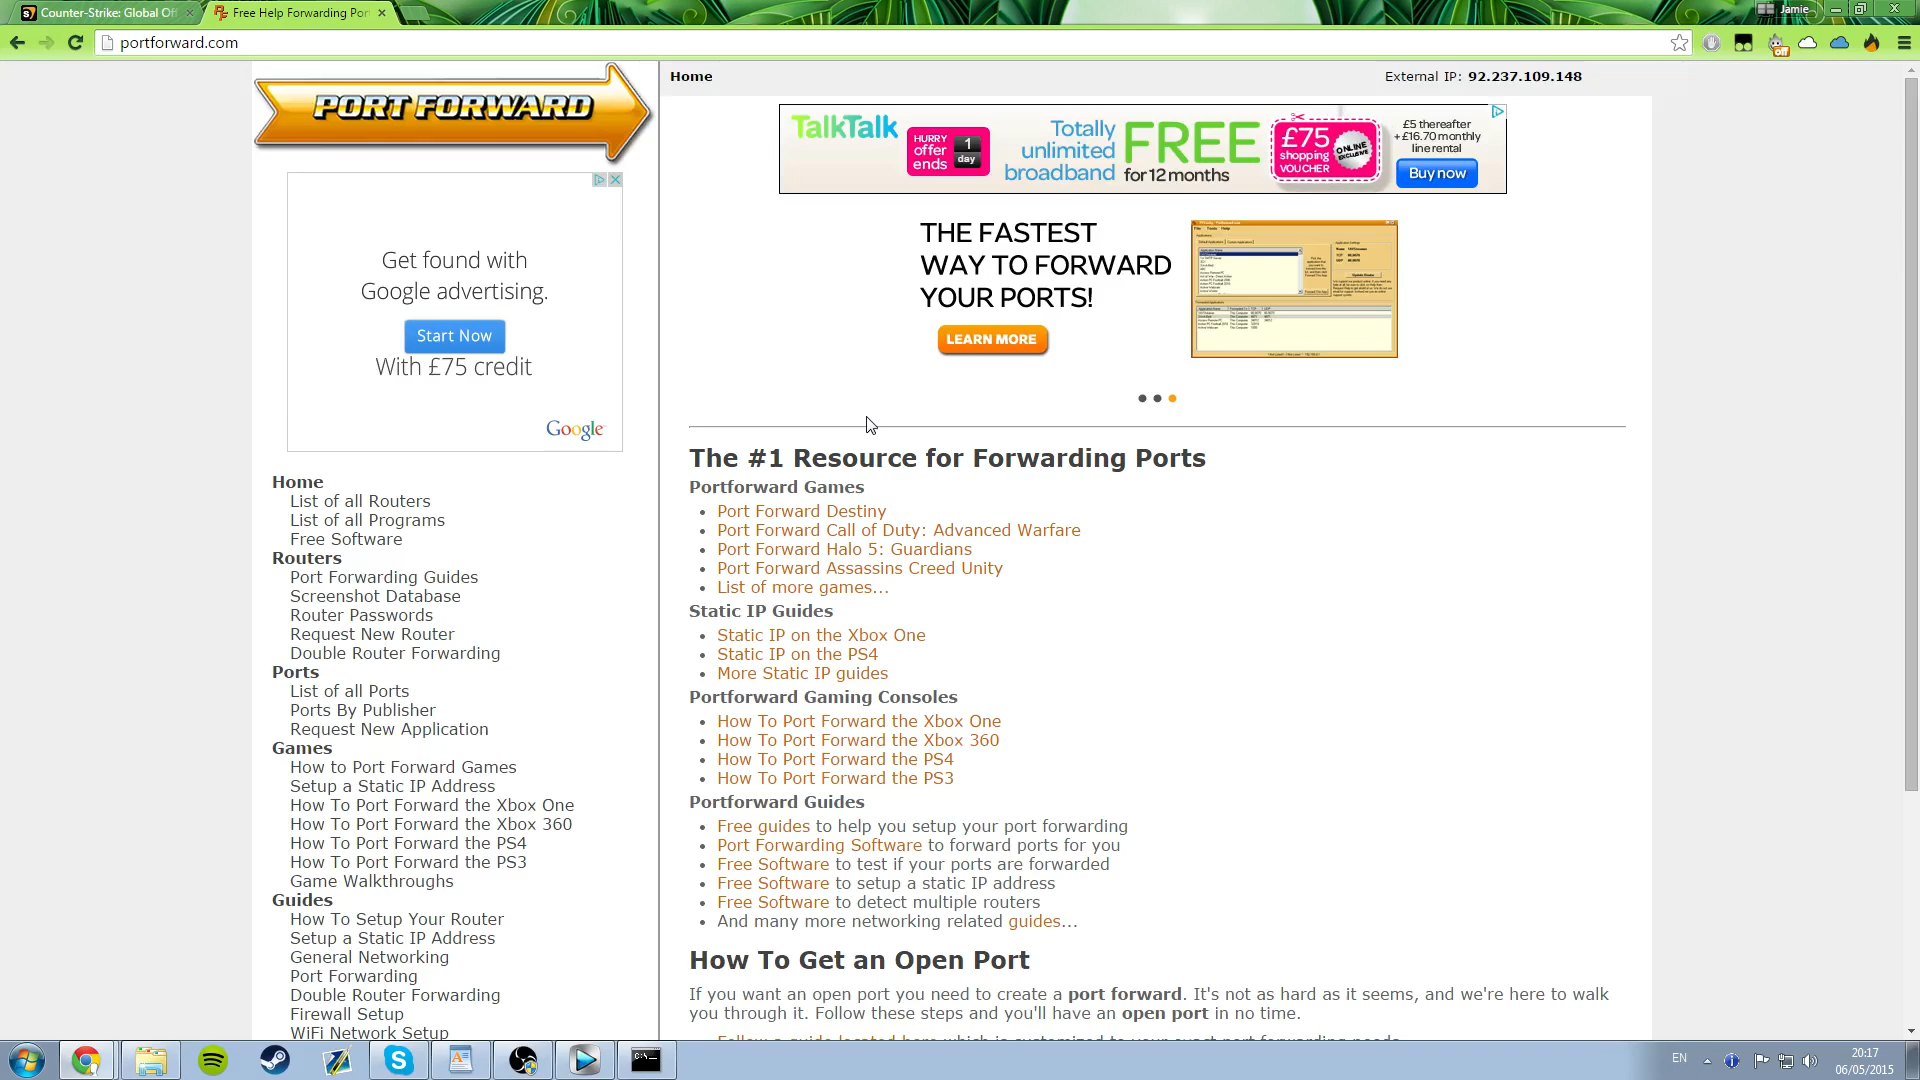 Counter-Strike: Global Off
Free Help Forwarding Por
Jamie
portforward.com
off
PORT FORWARD
Home
External IP: 92.237.109.148
TalkTalk
HURRY
offer
ends
1
day
Totally
unlimited
broadband
FREE
for 12 months
£75
shopping
VOUCHER
ONLINE
EXCLUSIVE
£5 thereafter
+£16.70 monthly
line rental
Buy now
Get found with
Google advertising.
Start Now
With £75 credit
Google
THE FASTEST
WAY TO FORWARD
YOUR PORTS!
LEARN MORE
Home
List of all Routers
List of all Programs
Free Software
Routers
Port Forwarding Guides
Screenshot Database
Router Passwords
Request New Router
Double Router Forwarding
Ports
List of all Ports
Ports By Publisher
Request New Application
Games
How to Port Forward Games
Setup a Static IP Address
How To Port Forward the Xbox One
How To Port Forward the Xbox 360
How To Port Forward the PS4
How To Port Forward the PS3
Game Walkthroughs
Guides
How To Setup Your Router
Setup a Static IP Address
General Networking
Port Forwarding
Double Router Forwarding
Firewall Setup
WiFi Network Setup
The #1 Resource for Forwarding Ports
Portforward Games
Port Forward Destiny
Port Forward Call of Duty: Advanced Warfare
Port Forward Halo 5: Guardians
Port Forward Assassins Creed Unity
List of more games...
Static IP Guides
Static IP on the Xbox One
Static IP on the PS4
More Static IP guides
Portforward Gaming Consoles
How To Port Forward the Xbox One
How To Port Forward the Xbox 360
How To Port Forward the PS4
How To Port Forward the PS3
Portforward Guides
Free guides to help you setup your port forwarding
Port Forwarding Software to forward ports for you
Free Software to test if your ports are forwarded
Free Software to setup a static IP address
Free Software to detect multiple routers
And many more networking related guides...
How To Get an Open Port
If you want an open port you need to create a port forward. It's not as hard as it seems, and we're here to walk
you through it. Follow these steps and you'll have an open port in no time.
Follow a guide located here which is customized to your exact port forwarding needs.
EN
20:17
06/05/2015